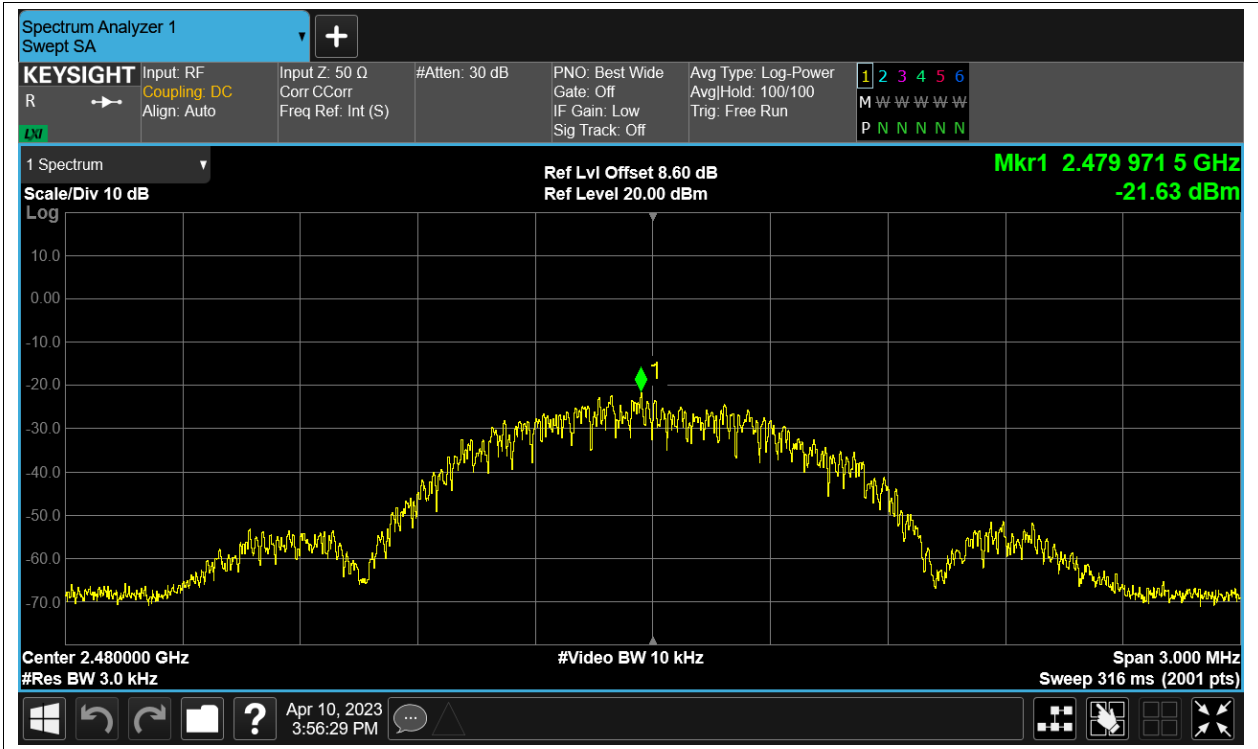 Spectrum Analyzer 1
Swept SA
KEYSIGHT
R
LXI
Input: RF
Coupling: DC
Align: Auto
Input Z: 50 Ω
Corr CCorr
Freq Ref: Int (S)
#Atten: 30 dB
PNO: Best Wide
Gate: Off
IF Gain: Low
Sig Track: Off
Avg Type: Log-Power
Avg|Hold: 100/100
Trig: Free Run
1 2 3 4 5 6
M W W W W W W
P N N N N N N
1 Spectrum
Scale/Div 10 dB
Log
Ref Lvl Offset 8.60 dB
Ref Level 20.00 dBm
Mkr1 2.479 971 5 GHz
-21.63 dBm
10.0
0.00
-10.0
1
-20.0
-30.0
-40.0
-50.0
-60.0
-70.0
Center 2.480000 GHz
#Video BW 10 kHz
Span 3.000 MHz
#Res BW 3.0 kHz
Sweep 316 ms (2001 pts)
?
Apr 10, 2023
3:56:29 PM